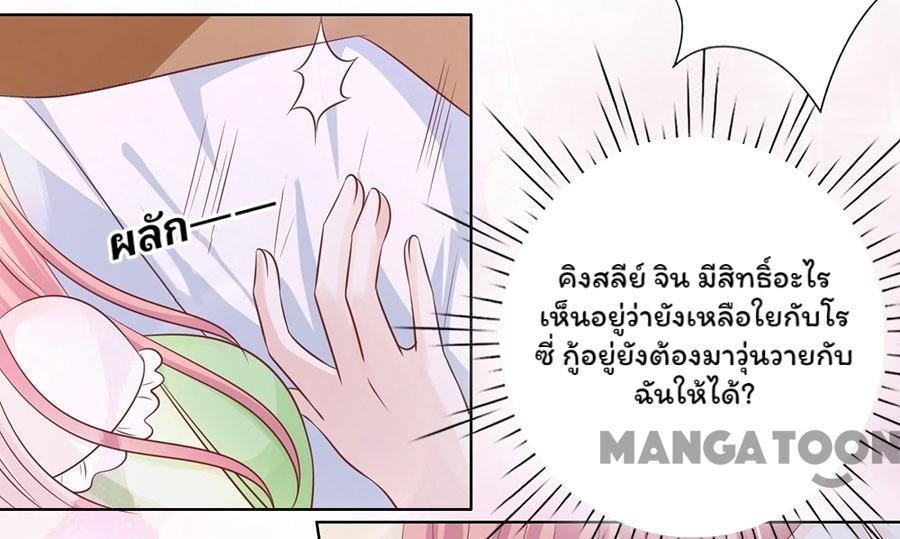 ผลัก——
คิงสลีย์ จิน มีสิทธิ์อะไร
เห็นอยู่ว่ายังเหลือใยกับโร
ซี่ กู้อยู่ยังต้องมาวุ่นวายกับ
ฉันให้ได้?
MANGATOON